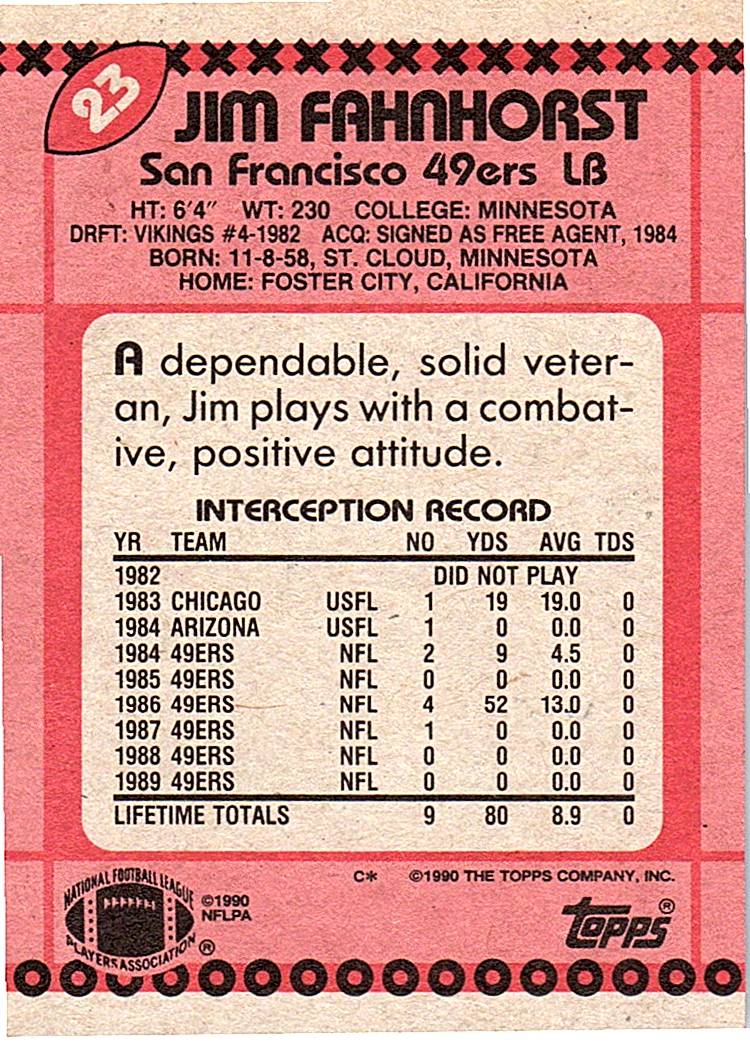 23
JIM FAHNHORST
San Francisco 49ers LB
HT: 6'4" WT: 230 COLLEGE: MINNESOTA
DRFT: VIKINGS #4-1982 ACQ: SIGNED AS FREE AGENT, 1984
BORN: 11-8-58, ST. CLOUD, MINNESOTA
HOME: FOSTER CITY, CALIFORNIA
A dependable, solid veter-
an, Jim plays with a combat-
ive, positive attitude.
INTERCEPTION RECORD
YR TEAM NO YDS AVG TDS
1982 DID NOT PLAY
1983 CHICAGO USFL 1 19 19.0 0
1984 ARIZONA USFL 1 0 0.0 0
1984 49ERS NFL 2 9 4.5 0
1985 49ERS NFL 0 0 0.0 0
1986 49ERS NFL 4 52 13.0 0
1987 49ERS NFL 1 0 0.0 0
1988 49ERS NFL 0 0 0.0 0
1989 49ERS NFL 0 0 0.0 0
LIFETIME TOTALS 9 80 8.9 0
C* ©1990 THE TOPPS COMPANY, INC.
NATIONAL FOOTBALL LEAGUE
PLAYERS ASSOCIATION ®
©1990
NFLPA
topps ®